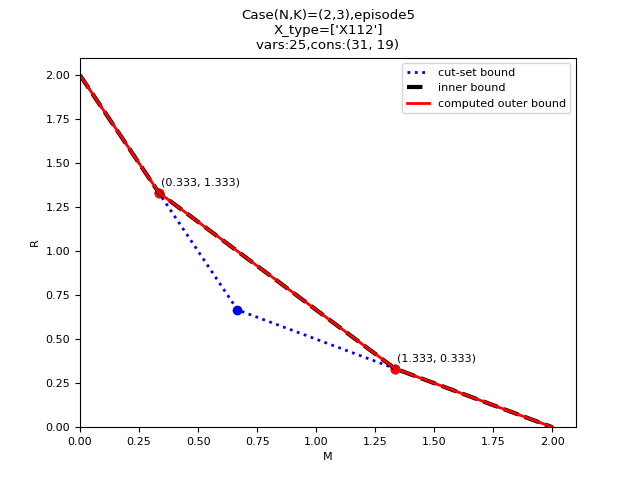 Case(N,K)=(2,3),episode5
X_type=['X112']
vars:25,cons:(31, 19)
cut-set bound
inner bound
computed outer bound
(0.333, 1.333)
(1.333, 0.333)
R
2.00
1.75
1.50
1.25
1.00
0.75
0.50
0.25
0.00
0.00 0.25 0.50 0.75 1.00 1.25 1.50 1.75 2.00
M